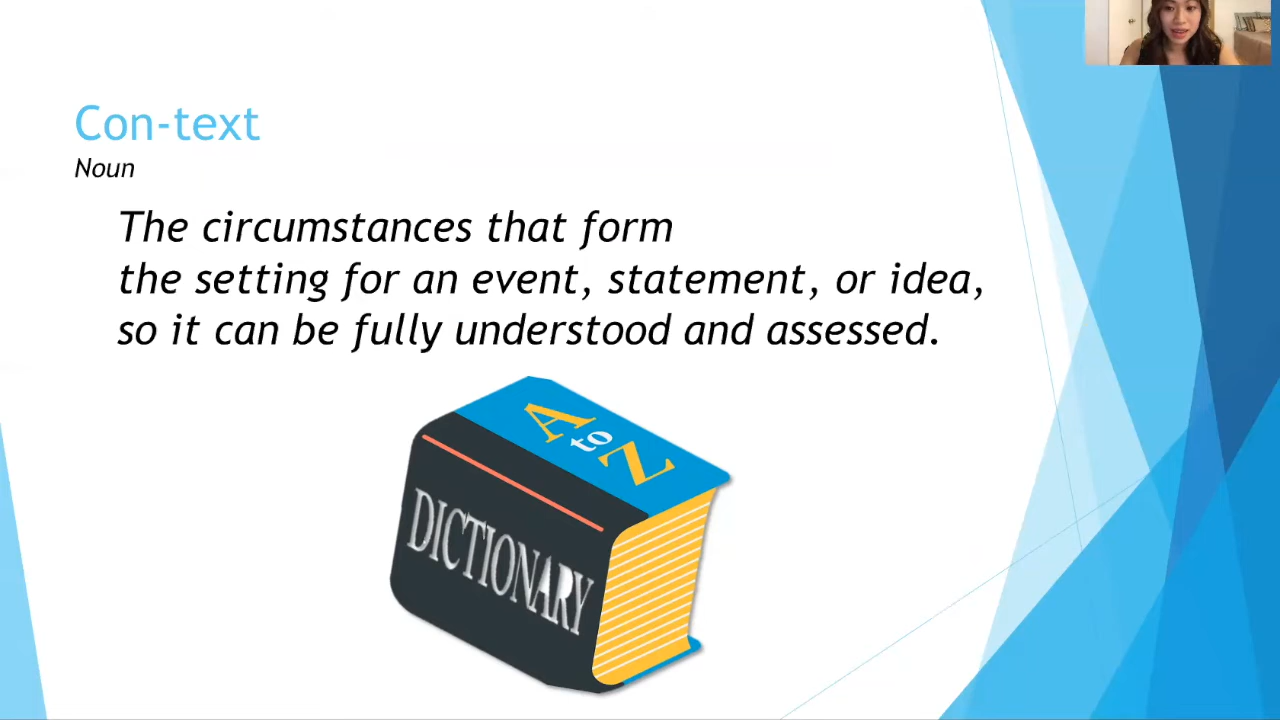 Con-text
Noun
The circumstances that form
the setting for an event, statement, or idea,
so it can be fully understood and assessed.
A
to
Z
DICTIONARY